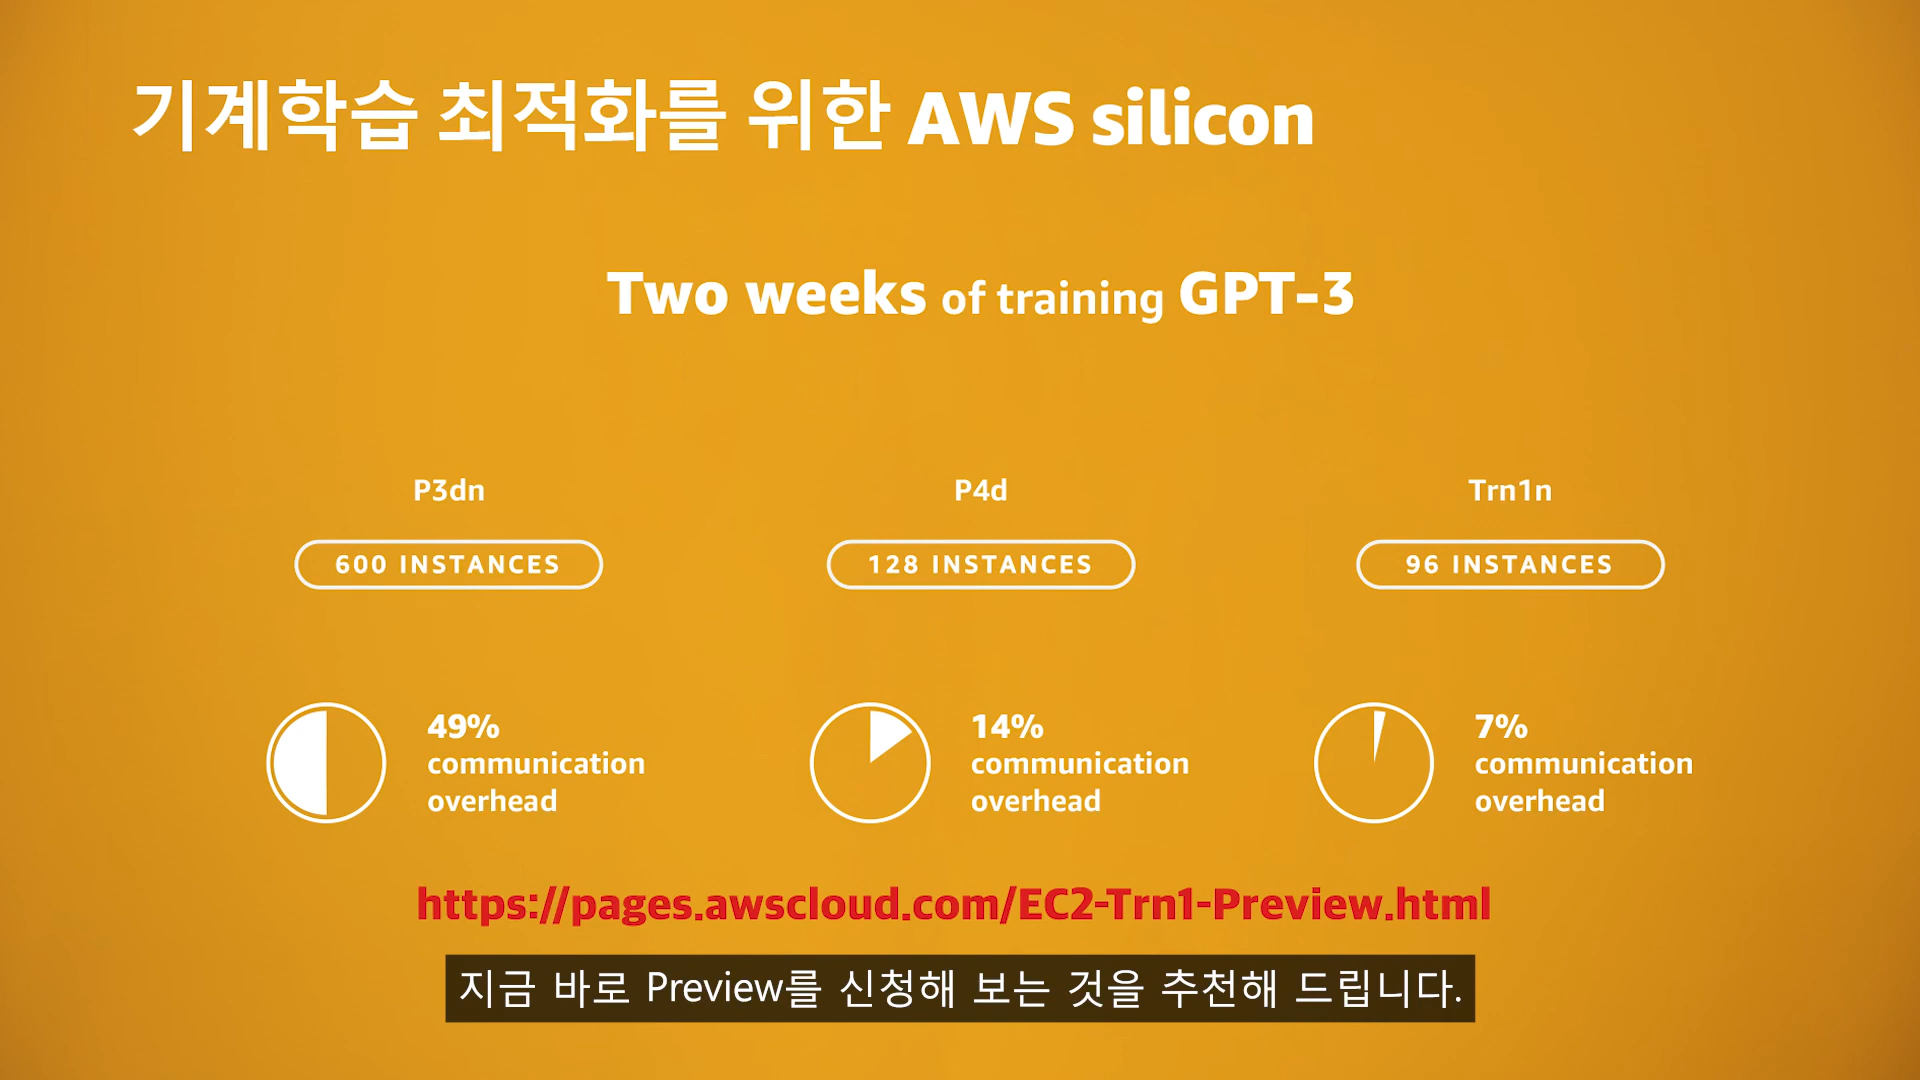 기계학습 최적화를 위한 AWS silicon
Two weeks of training GPT-3
P3dn
600 INSTANCES
49%
communication
overhead
P4d
128 INSTANCES
14%
communication
overhead
Trn1n
96 INSTANCES
7%
communication
overhead
https://pages.awscloud.com/EC2-Trn1-Preview.html
지금 바로 Preview를 신청해 보는 것을 추천해 드립니다.